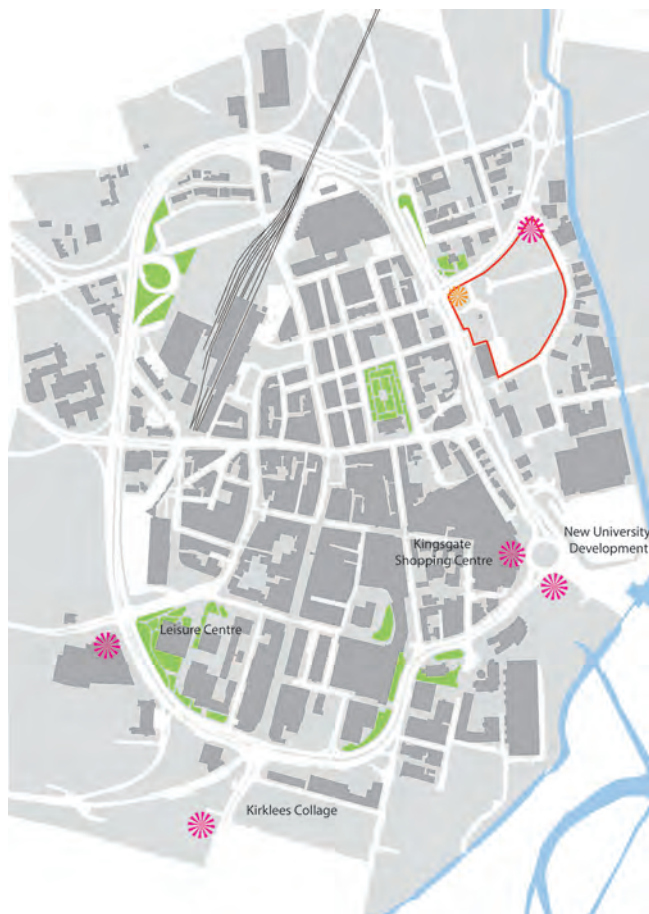 New University
Development
Kingsgate
Shopping Centre
Leisure Centre
Kirklees Collage